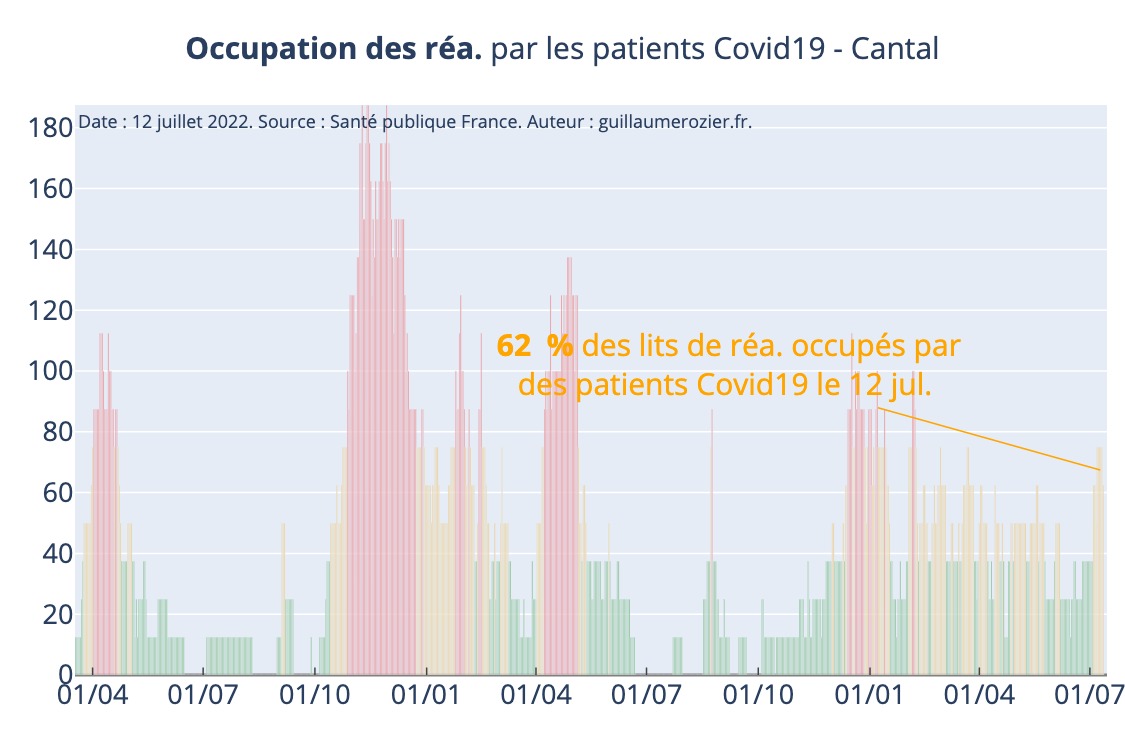 Occupation des réa. par les patients Covid19 - Cantal
Date : 12 juillet 2022. Source : Santé publique France. Auteur : guillaumerozier.fr.
180
160
140
120
100
80
60
40
20
0
62 % des lits de réa. occupés par
des patients Covid19 le 12 jul.
01/04 01/07 01/10 01/01 01/04 01/07 01/10 01/01 01/04 01/07